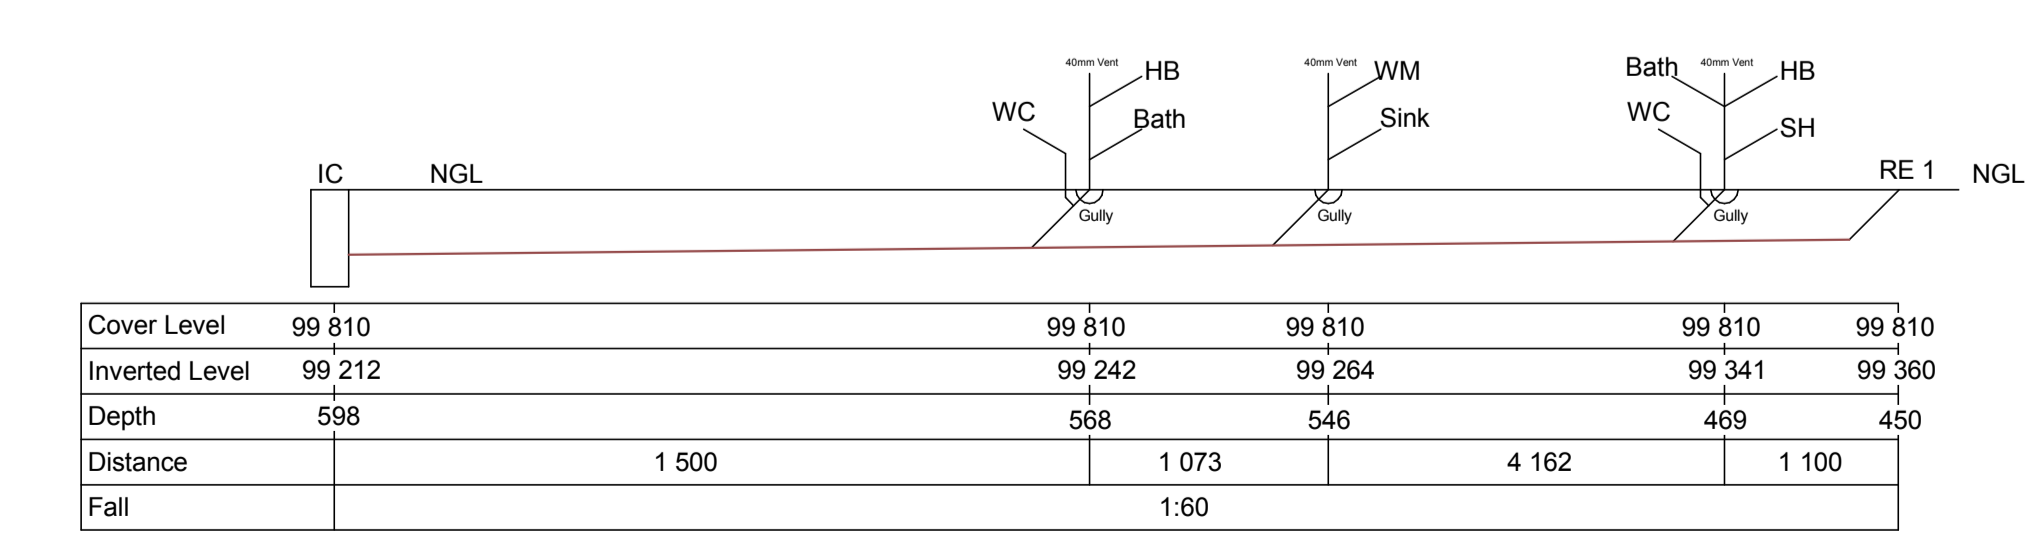 40mm Vent 40mm Vent 40mm Vent
HB WM Bath HB
WC Bath Sink WC SH
IC NGL RE 1 NGL
Gully Gully Gully
Cover Level 99 810 99 810 99 810 99 810 99 810
Inverted Level 99 212 99 242 99 264 99 341 99 360
Depth 598 568 546 469 450
Distance 1 500 1 073 4 162 1 100
Fall 1:60